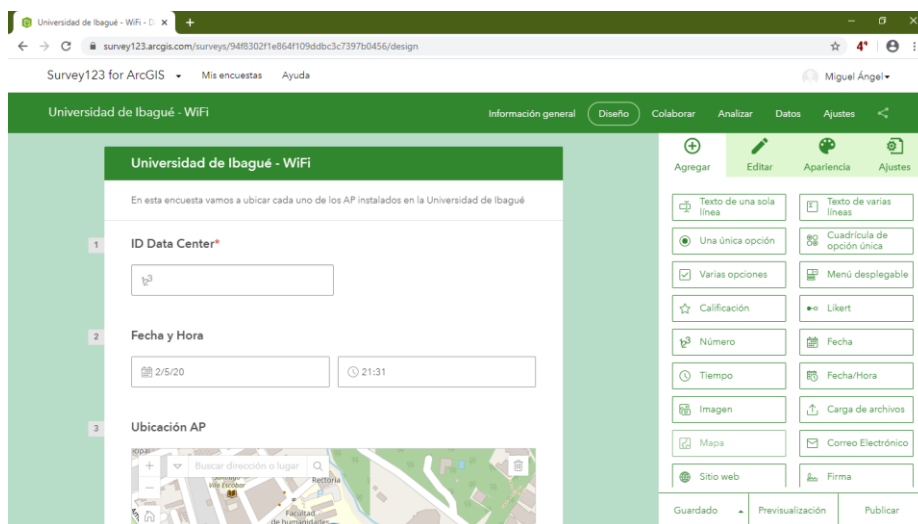 Universidad de Ibagué - WiFi - D
survey123.arcgis.com/surveys/94f8302f1e864f109ddbc3c7397b0456/design
4°
Survey123 for ArcGIS
Mis encuestas
Ayuda
Miguel Ángel
Universidad de Ibagué - WiFi
Información general
Diseño
Colaborar
Analizar
Datos
Ajustes
Universidad de Ibagué - WiFi
En esta encuesta vamos a ubicar cada uno de los AP instalados en la Universidad de Ibagué
1
ID Data Center*
2
Fecha y Hora
2/5/20
21:31
3
Ubicación AP
Buscar dirección o lugar
Santiago
Vila Escobar
Rectoría
Facultad
de humanidades
Agregar
Editar
Apariencia
Ajustes
Texto de una sola
línea
Texto de varias
líneas
Una única opción
Cuadrícula de
opción única
Varias opciones
Menú desplegable
Calificación
Likert
Número
Fecha
Tiempo
Fecha/Hora
Imagen
Carga de archivos
Mapa
Correo Electrónico
Sitio web
Firma
Guardado
Previsualización
Publicar